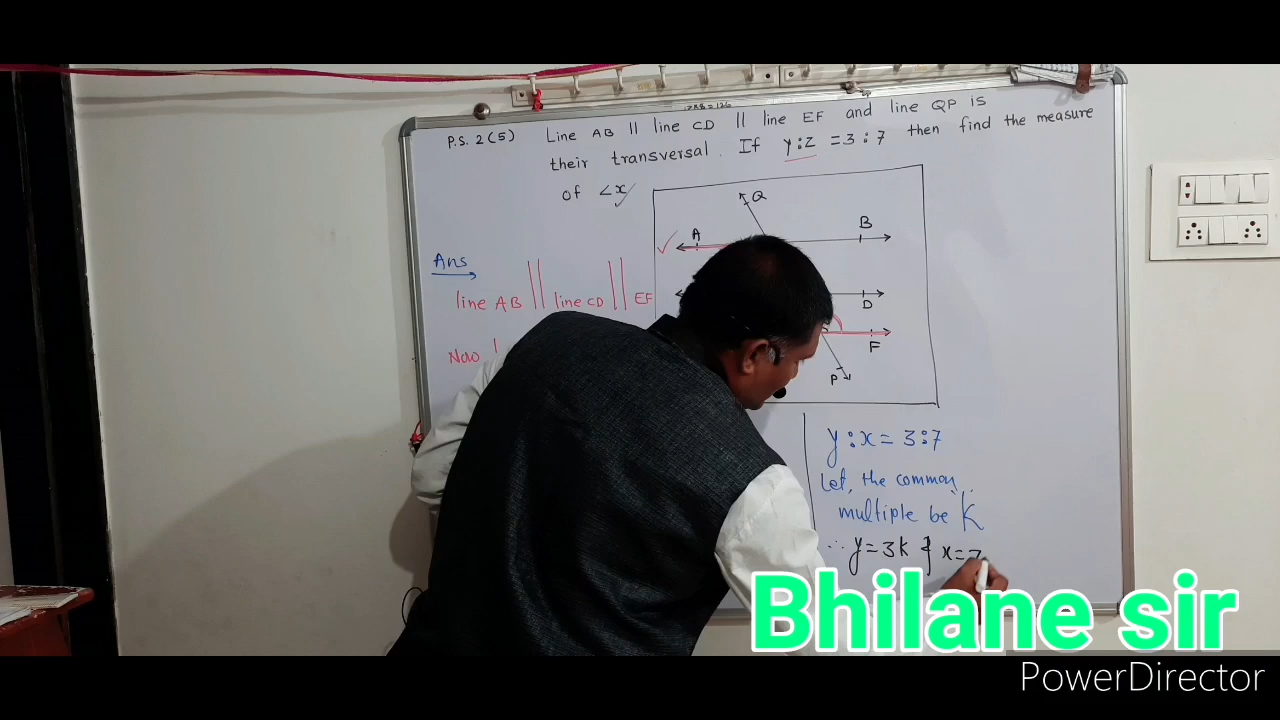 P.S. 2(5) Line AB || line CD || line EF and line QP is
their transversal. If y:z = 3:7 then find the measure
of ∠x
Q
A B
D
F
P
Ans
line AB || line CD || EF
Now
y:x = 3:7
Let, the common
multiple be K
∴ y=3k & x=7
Bhilane sir
PowerDirector